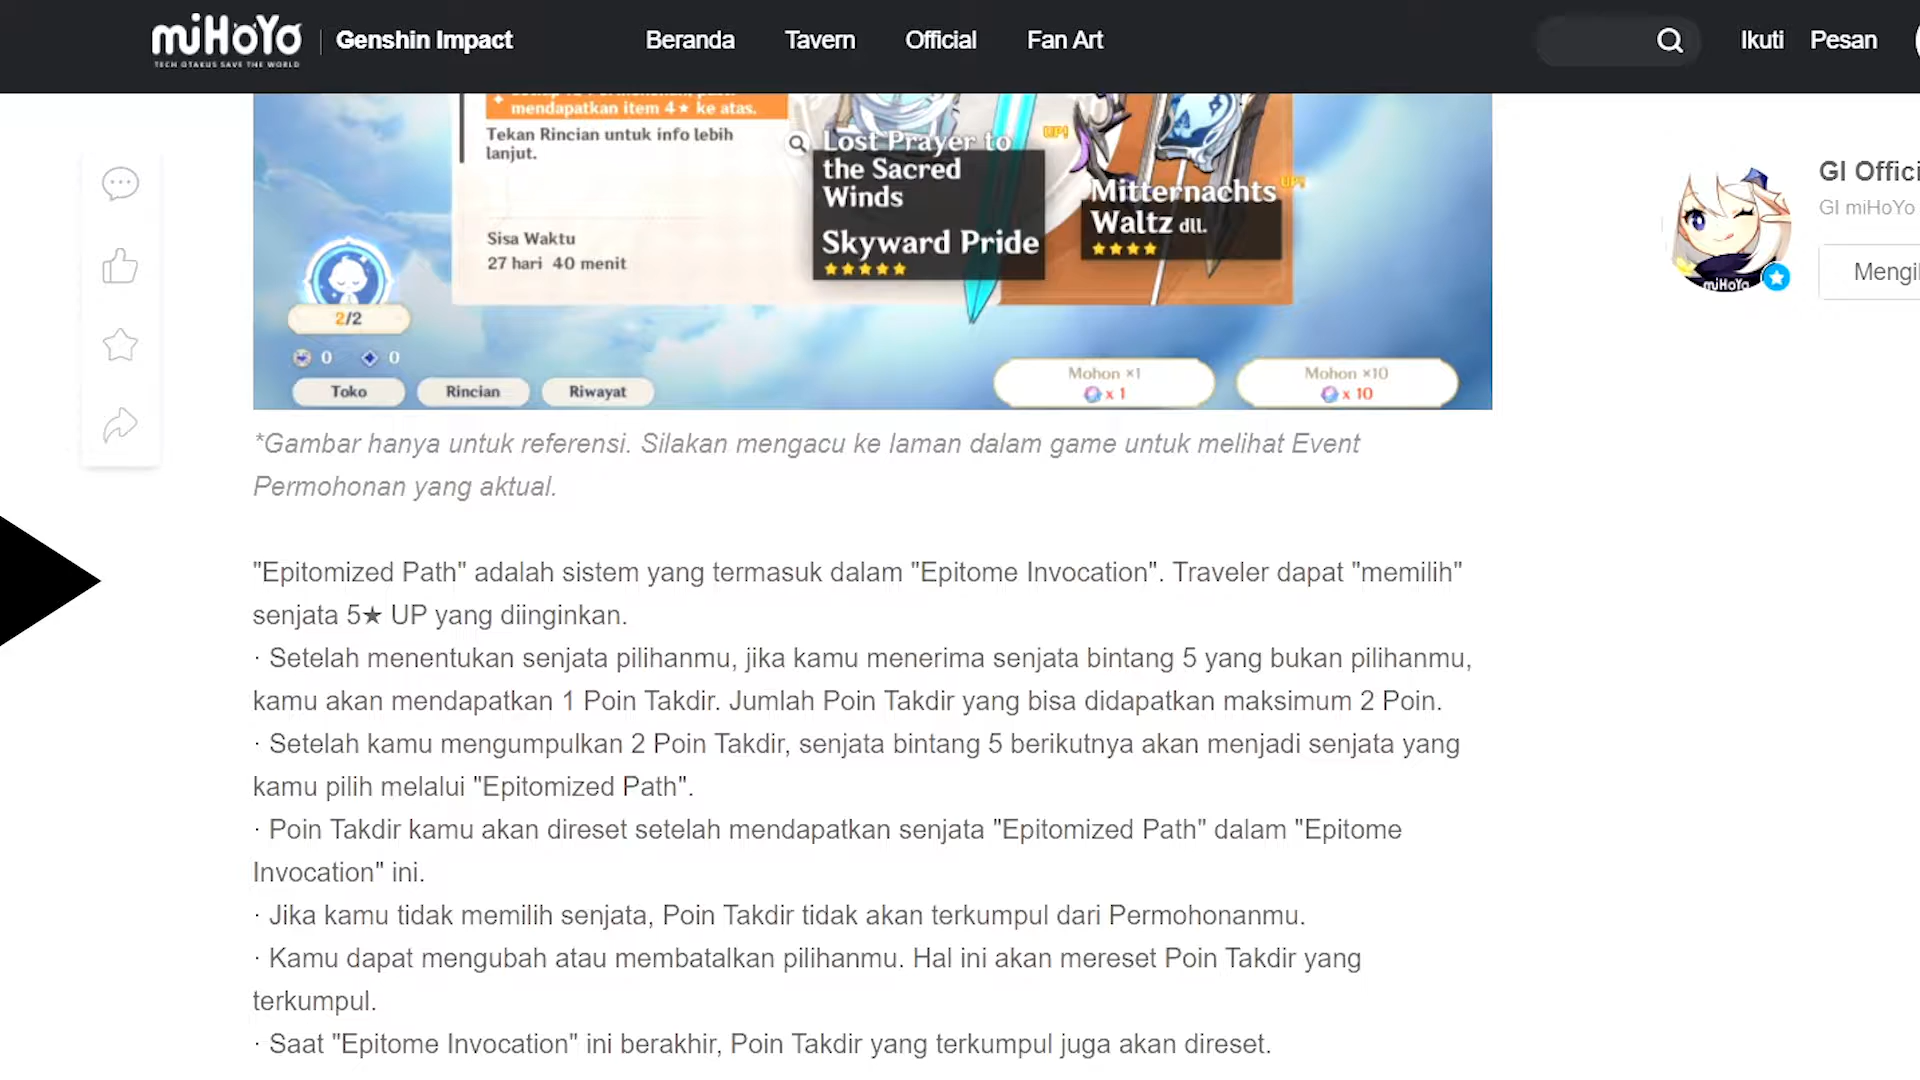 miHoYo
TECH OTAKUS SAVE THE WORLD
Genshin Impact
Beranda
Tavern
Official
Fan Art
Ikuti
Pesan
mendapatkan item 4★ ke atas.
Tekan Rincian untuk info lebih
lanjut.
Sisa Waktu
27 hari 40 menit
UP!
Lost Prayer to
the Sacred
Winds
Skyward Pride
UP!
Mitternachts
Waltz dll.
2/2
0
0
Toko
Rincian
Riwayat
Mohon ×1
x 1
Mohon ×10
x 10
GI Offici
GI miHoYo
miHoYo
Mengi
*Gambar hanya untuk referensi. Silakan mengacu ke laman dalam game untuk melihat Event
Permohonan yang aktual.
"Epitomized Path" adalah sistem yang termasuk dalam "Epitome Invocation". Traveler dapat "memilih"
senjata 5★ UP yang diinginkan.
· Setelah menentukan senjata pilihanmu, jika kamu menerima senjata bintang 5 yang bukan pilihanmu,
kamu akan mendapatkan 1 Poin Takdir. Jumlah Poin Takdir yang bisa didapatkan maksimum 2 Poin.
· Setelah kamu mengumpulkan 2 Poin Takdir, senjata bintang 5 berikutnya akan menjadi senjata yang
kamu pilih melalui "Epitomized Path".
· Poin Takdir kamu akan direset setelah mendapatkan senjata "Epitomized Path" dalam "Epitome
Invocation" ini.
· Jika kamu tidak memilih senjata, Poin Takdir tidak akan terkumpul dari Permohonanmu.
· Kamu dapat mengubah atau membatalkan pilihanmu. Hal ini akan mereset Poin Takdir yang
terkumpul.
· Saat "Epitome Invocation" ini berakhir, Poin Takdir yang terkumpul juga akan direset.